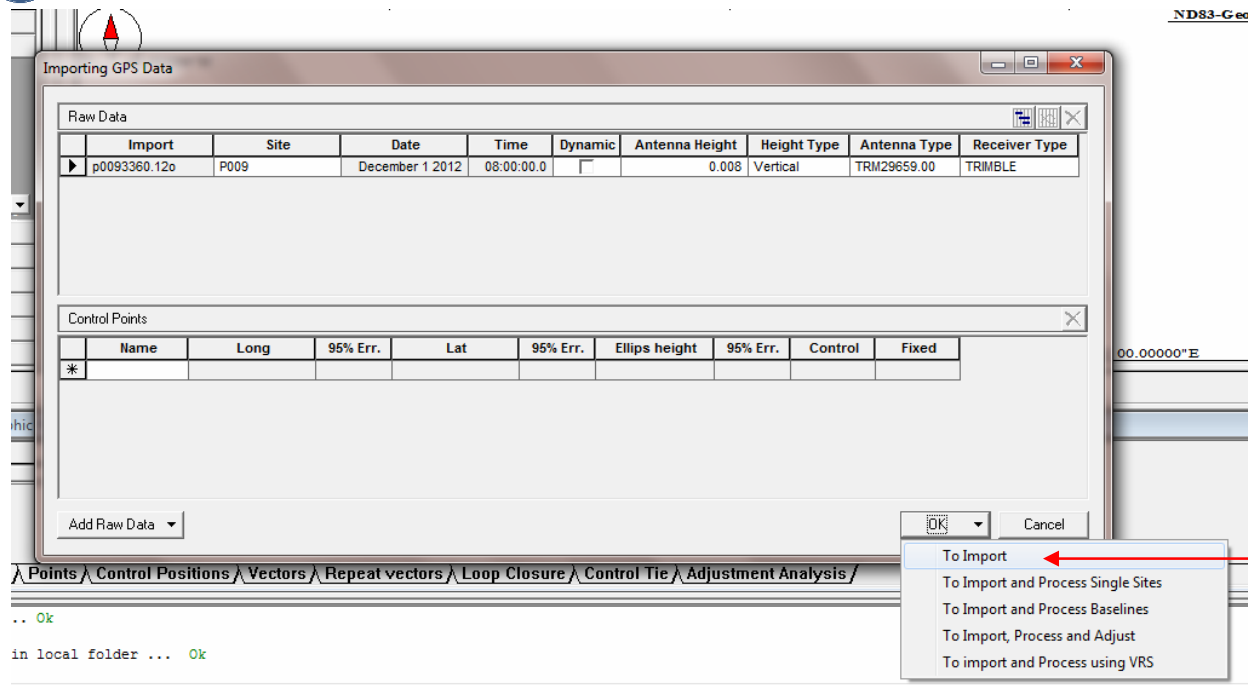 ND83-Geo
Importing GPS Data
Raw Data
Import Site Date Time Dynamic Antenna Height Height Type Antenna Type Receiver Type
p0093360.12o P009 December 1 2012 08:00:00.0 0.008 Vertical TRM29659.00 TRIMBLE
Control Points
Name Long 95% Err. Lat 95% Err. Ellips height 95% Err. Control Fixed
00.00000"E
phic
Add Raw Data OK Cancel
To Import
To Import and Process Single Sites
To Import and Process Baselines
To Import, Process and Adjust
To import and Process using VRS
Points Control Positions Vectors Repeat vectors Loop Closure Control Tie Adjustment Analysis
.. Ok
in local folder ... Ok